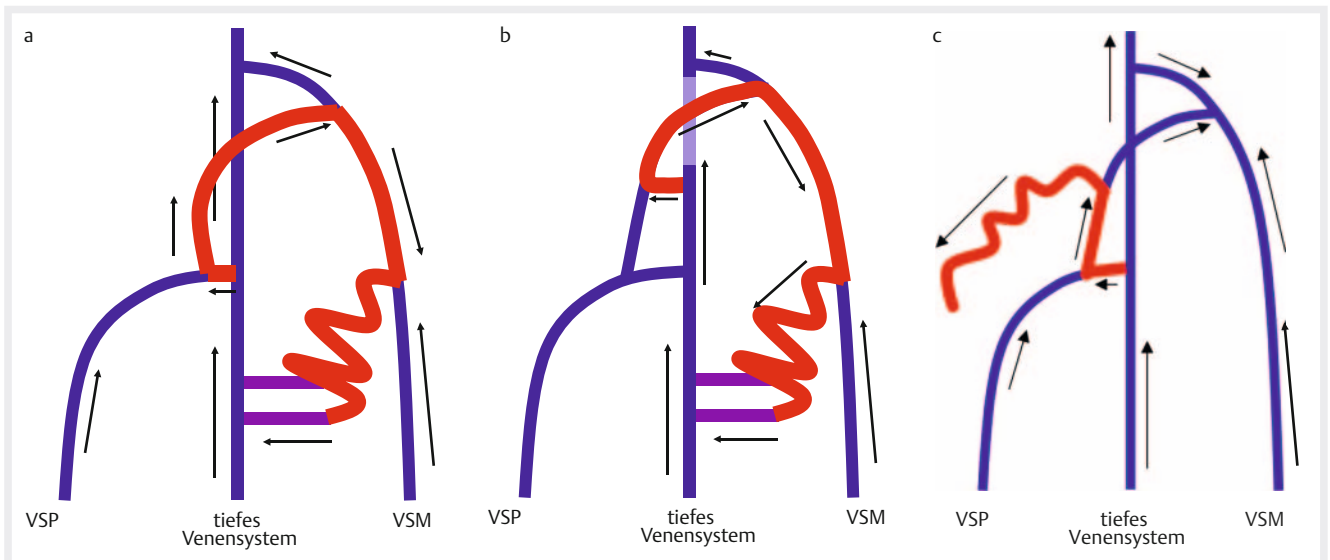 a
b
c
VSP
tiefes
Venensystem
VSM
VSP
tiefes
Venensystem
VSM
VSP
tiefes
Venensystem
VSM